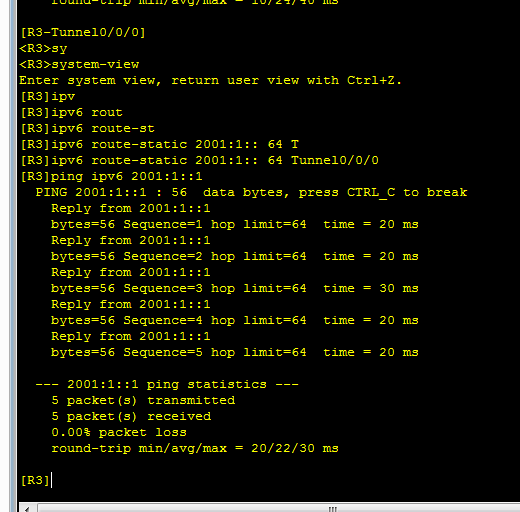 round-trip min/avg/max = 10/24/40 ms
[R3-Tunnel0/0/0]
<R3>sy
<R3>system-view
Enter system view, return user view with Ctrl+Z.
[R3]ipv
[R3]ipv6 rout
[R3]ipv6 route-st
[R3]ipv6 route-static 2001:1:: 64 T
[R3]ipv6 route-static 2001:1:: 64 Tunnel0/0/0
[R3]ping ipv6 2001:1::1
PING 2001:1::1 : 56  data bytes, press CTRL_C to break
Reply from 2001:1::1
bytes=56 Sequence=1 hop limit=64  time = 20 ms
Reply from 2001:1::1
bytes=56 Sequence=2 hop limit=64  time = 20 ms
Reply from 2001:1::1
bytes=56 Sequence=3 hop limit=64  time = 30 ms
Reply from 2001:1::1
bytes=56 Sequence=4 hop limit=64  time = 20 ms
Reply from 2001:1::1
bytes=56 Sequence=5 hop limit=64  time = 20 ms
--- 2001:1::1 ping statistics ---
5 packet(s) transmitted
5 packet(s) received
0.00% packet loss
round-trip min/avg/max = 20/22/30 ms
[R3]